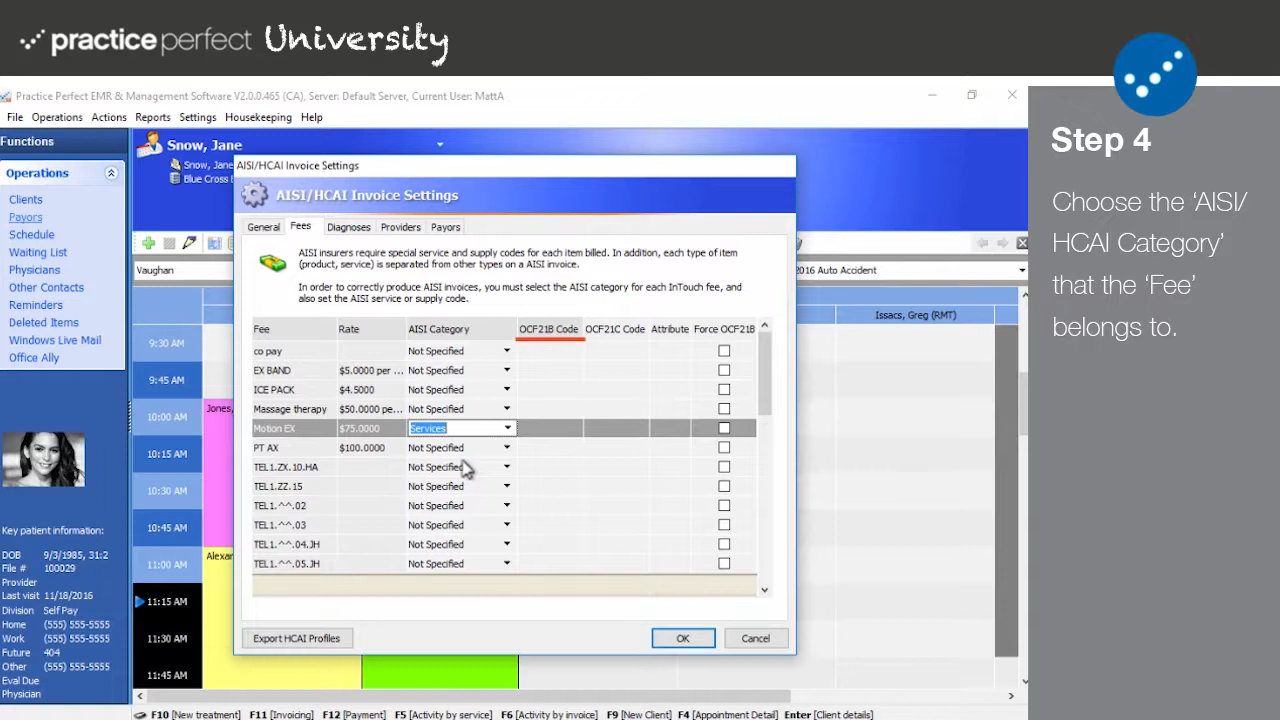 practice perfect University
Practice Perfect EMR & Management Software V2.0.0.465 (CA), Server: Default Server, Current User: MattA
File Operations Actions Reports Settings Housekeeping Help
Functions
Operations
Clients
Payors
Schedule
Waiting List
Physicians
Other Contacts
Reminders
Deleted Items
Windows Live Mail
Office Ally
Key patient information:
DOB 9/3/1985, 31:2
File # 100029
Provider
Last visit 11/18/2016
Division Self Pay
Home (555) 555-5555
Work (555) 555-5555
Future 404
Other (555) 555-5555
Eval Due
Physician
Snow, Jane
Snow, Jane
Blue Cross
Vaughan
2016 Auto Accident
Issacs, Greg (RMT)
9:30 AM
9:45 AM
10:00 AM Jones,
10:15 AM
10:30 AM
10:45 AM
11:00 AM
11:15 AM
11:30 AM
11:45 AM
AISI/HCAI Invoice Settings
AISI/HCAI Invoice Settings
General Fees Diagnoses Providers Payors
AISI insurers require special service and supply codes for each item billed. In addition, each type of item
(product, service) is separated from other types on a AISI invoice.
In order to correctly produce AISI invoices, you must select the AISI category for each InTouch fee, and
also set the AISI service or supply code.
Fee Rate AISI Category OCF21B Code OCF21C Code Attribute Force OCF21B
co pay Not Specified
EX BAND $5.0000 per ... Not Specified
ICE PACK $4.5000 Not Specified
Massage therapy $50.0000 pe... Not Specified
Motion EX $75.0000 Services
PT AX $100.0000 Not Specified
TEL1.ZX.10.HA Not Specified
TEL1.ZZ.15 Not Specified
TEL1.^^.02 Not Specified
TEL1.^^.03 Not Specified
TEL1.^^.04.JH Not Specified
TEL1.^^.05.JH Not Specified
Export HCAI Profiles OK Cancel
F10 [New treatment] F11 [Invoicing] F12 [Payment] F5 [Activity by service] F6 [Activity by invoice] F9 [New Client] F4 [Appointment Detail] Enter [Client details]
Step 4
Choose the ‘AISI/
HCAI Category’
that the ‘Fee’
belongs to.